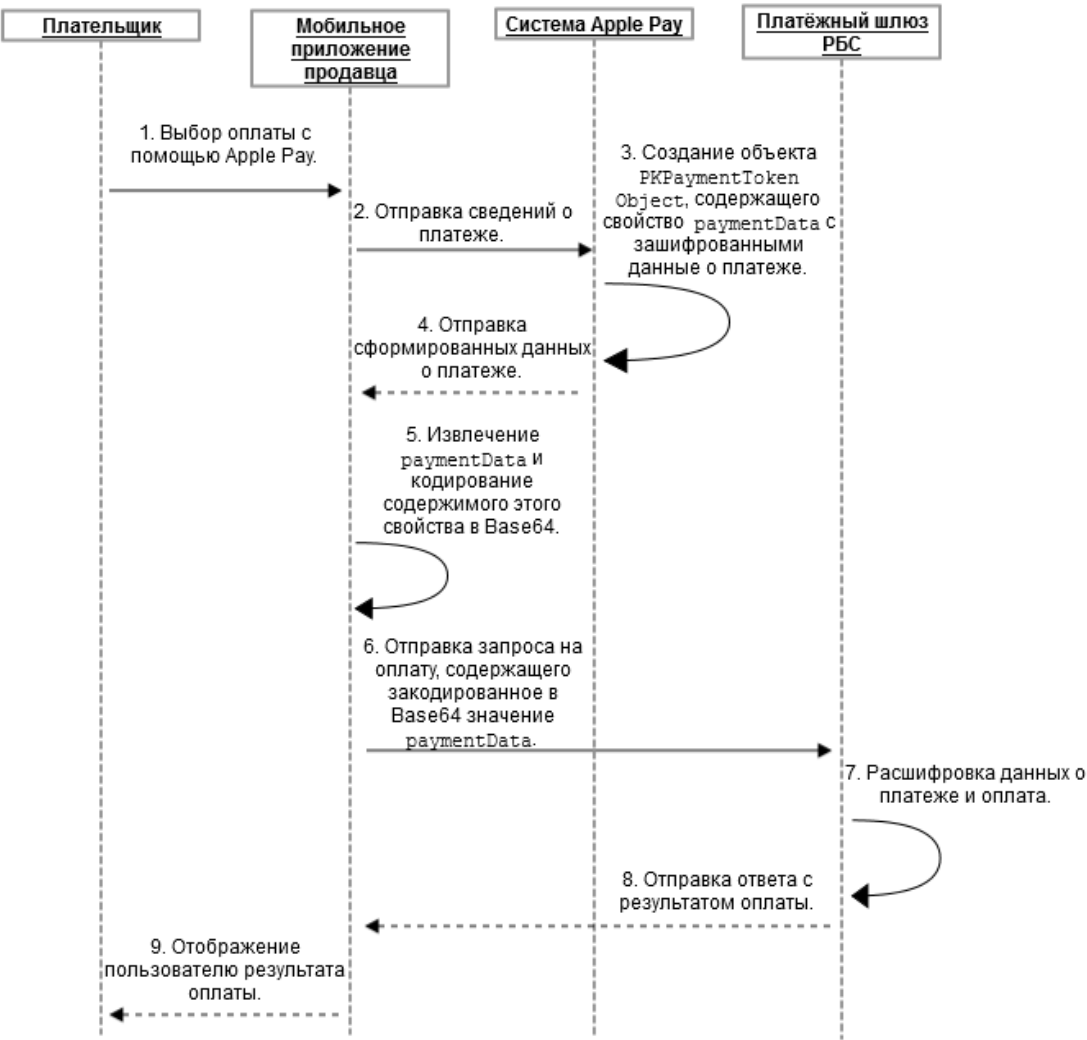 Плательщик
Мобильное
приложение
продавца
Система Apple Pay
Платёжный шлюз
РБС
1. Выбор оплаты с
помощью Apple Pay.
2. Отправка сведений о
платеже.
3. Создание объекта
PKPaymentToken
Object, содержащего
свойство paymentData с
зашифрованными
данные о платеже.
4. Отправка
сформированных данных
о платеже.
5. Извлечение
paymentData и
кодирование
содержимого этого
свойства в Base64.
6. Отправка запроса на
оплату, содержащего
закодированное в
Base64 значение
paymentData.
7. Расшифровка данных о
платеже и оплата.
8. Отправка ответа с
результатом оплаты.
9. Отображение
пользователю результата
оплаты.